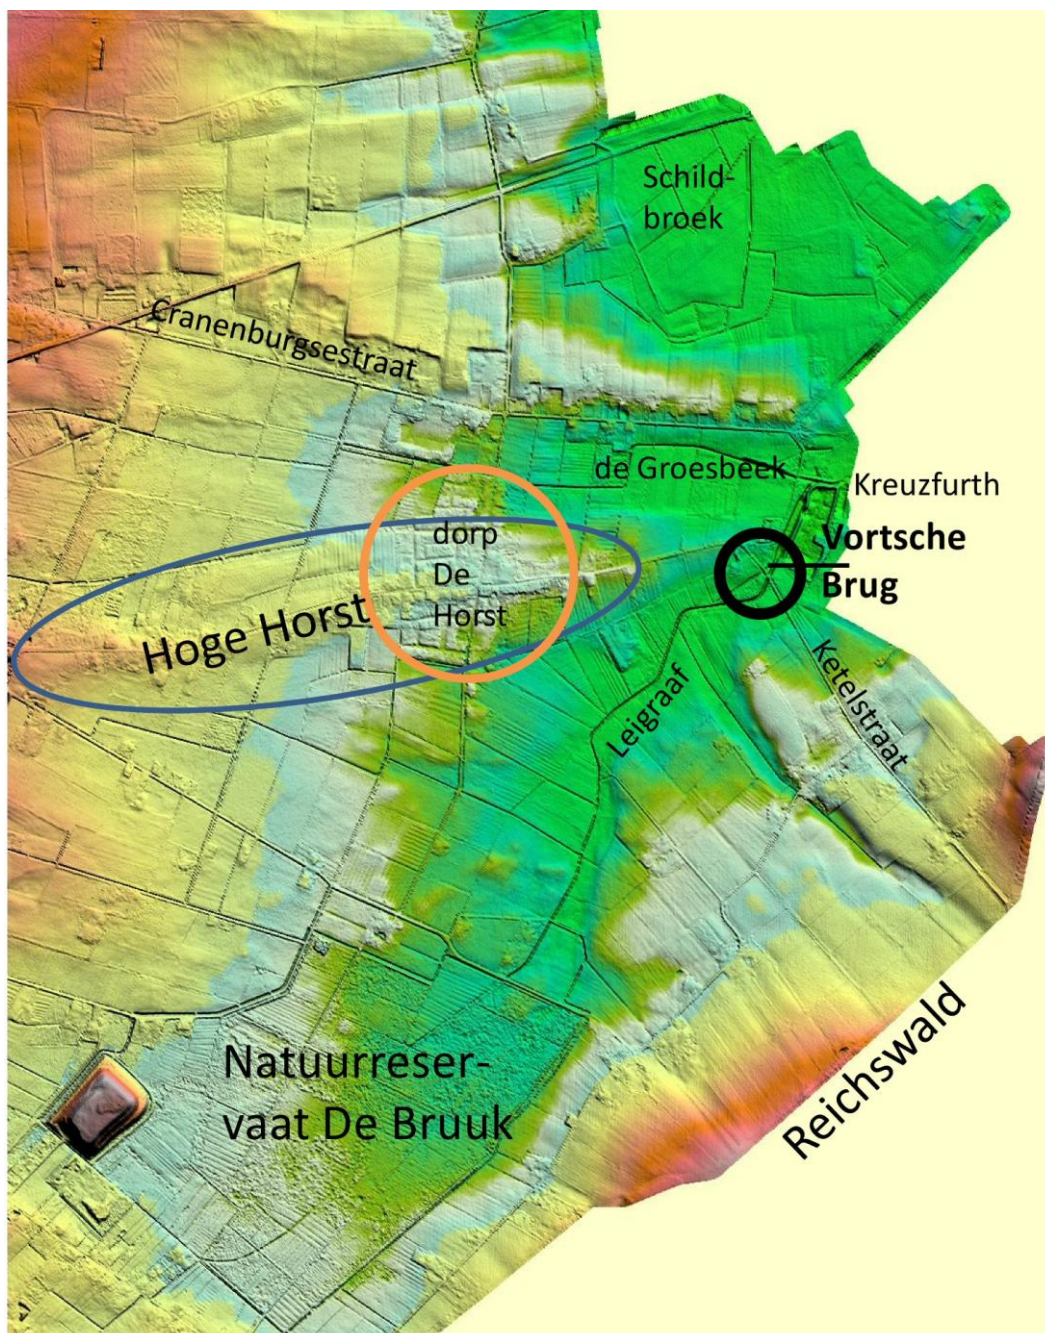 Schild-
broek
Cranenburgsestraat
de Groesbeek
Kreuzfurth
Vortsche
Brug
dorp
De
Horst
Hoge Horst
Leigraaf
Ketelstraat
Natuurreser-
vaat De Bruuk
Reichswald